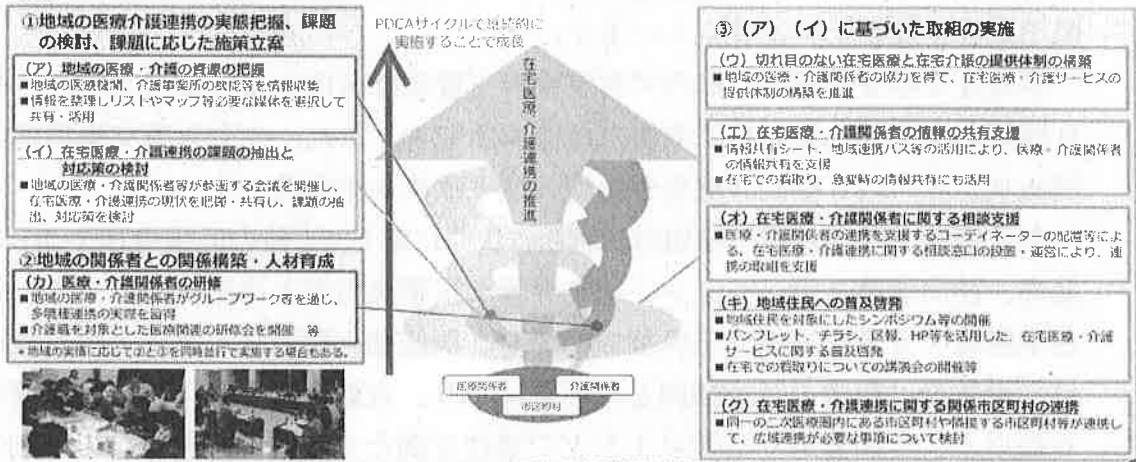 ①地域の医療介護連携の実態把握、課題
の検討、課題に応じた施策立案
（ア）地域の医療・介護の資源の把握
■地域の医療機関、介護事業所の機能等を情報収集
■情報を整理しリストやマップ等必要な媒体を選択して
共有・活用
（イ）在宅医療・介護連携の課題の抽出と
対応策の検討
■地域の医療・介護関係者等が参画する会議を開催し、
在宅医療・介護連携の現状を把握・共有し、課題の抽
出、対応策を検討
②地域の関係者との関係構築・人材育成
（カ）医療・介護関係者の研修
■地域の医療・介護関係者がグループワーク等を通じ、
多職種連携の実際を習得
■介護職を対象とした医療関連の研修会を開催 等
*地域の実情に応じて②と③を同時並行で実施する場合もある。
PDCAサイクルで継続的に
実施することで成長
在宅医療・介護連携の推進
医療関係者 介護関係者
市区町村
③（ア）（イ）に基づいた取組の実施
（ウ）切れ目のない在宅医療と在宅介護の提供体制の構築
■地域の医療・介護関係者の協力を得て、在宅医療・介護サービスの
提供体制の構築を推進
（エ）在宅医療・介護関係者の情報の共有支援
■情報共有シート、地域連携パス等の活用により、医療・介護関係者
の情報共有を支援
■在宅での看取り、急変時の情報共有にも活用
（オ）在宅医療・介護関係者に関する相談支援
■医療・介護関係者の連携を支援するコーディネーターの配置等によ
る、在宅医療・介護連携に関する相談窓口の設置・運営により、連
携の取組を支援
（キ）地域住民への普及啓発
■地域住民を対象にしたシンポジウム等の開催
■パンフレット、チラシ、区報、HP等を活用した、在宅医療・介護
サービスに関する普及啓発
■在宅での看取りについての講演会の開催等
（ク）在宅医療・介護連携に関する関係市区町村の連携
■同一の二次医療圏内にある市区町村や隣接する市区町村等が連携し
て、広域連携が必要な事項について検討